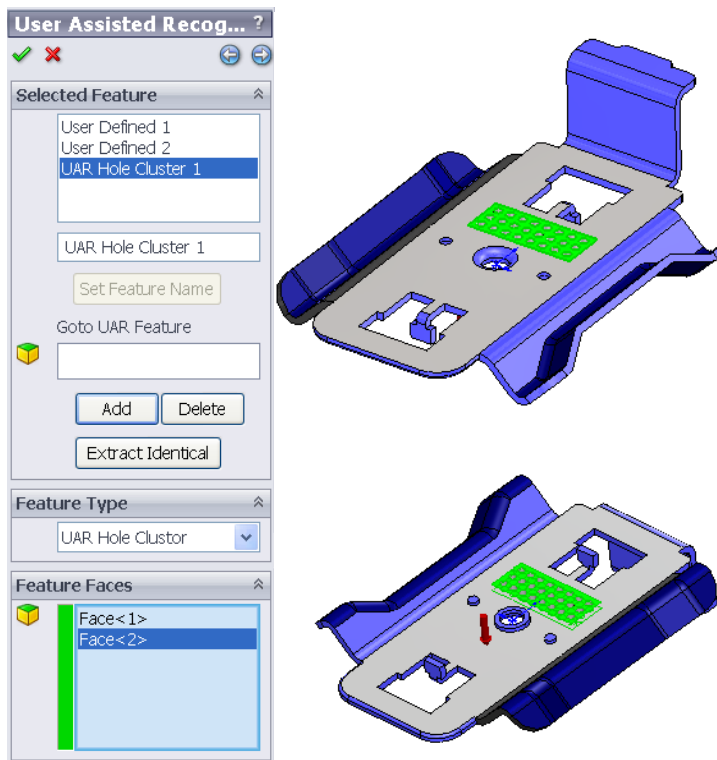 User Assisted Recog... ?
Selected Feature
User Defined 1
User Defined 2
UAR Hole Cluster 1
UAR Hole Cluster 1
Set Feature Name
Goto UAR Feature
Add Delete
Extract Identical
Feature Type
UAR Hole Clustor
Feature Faces
Face<1>
Face<2>